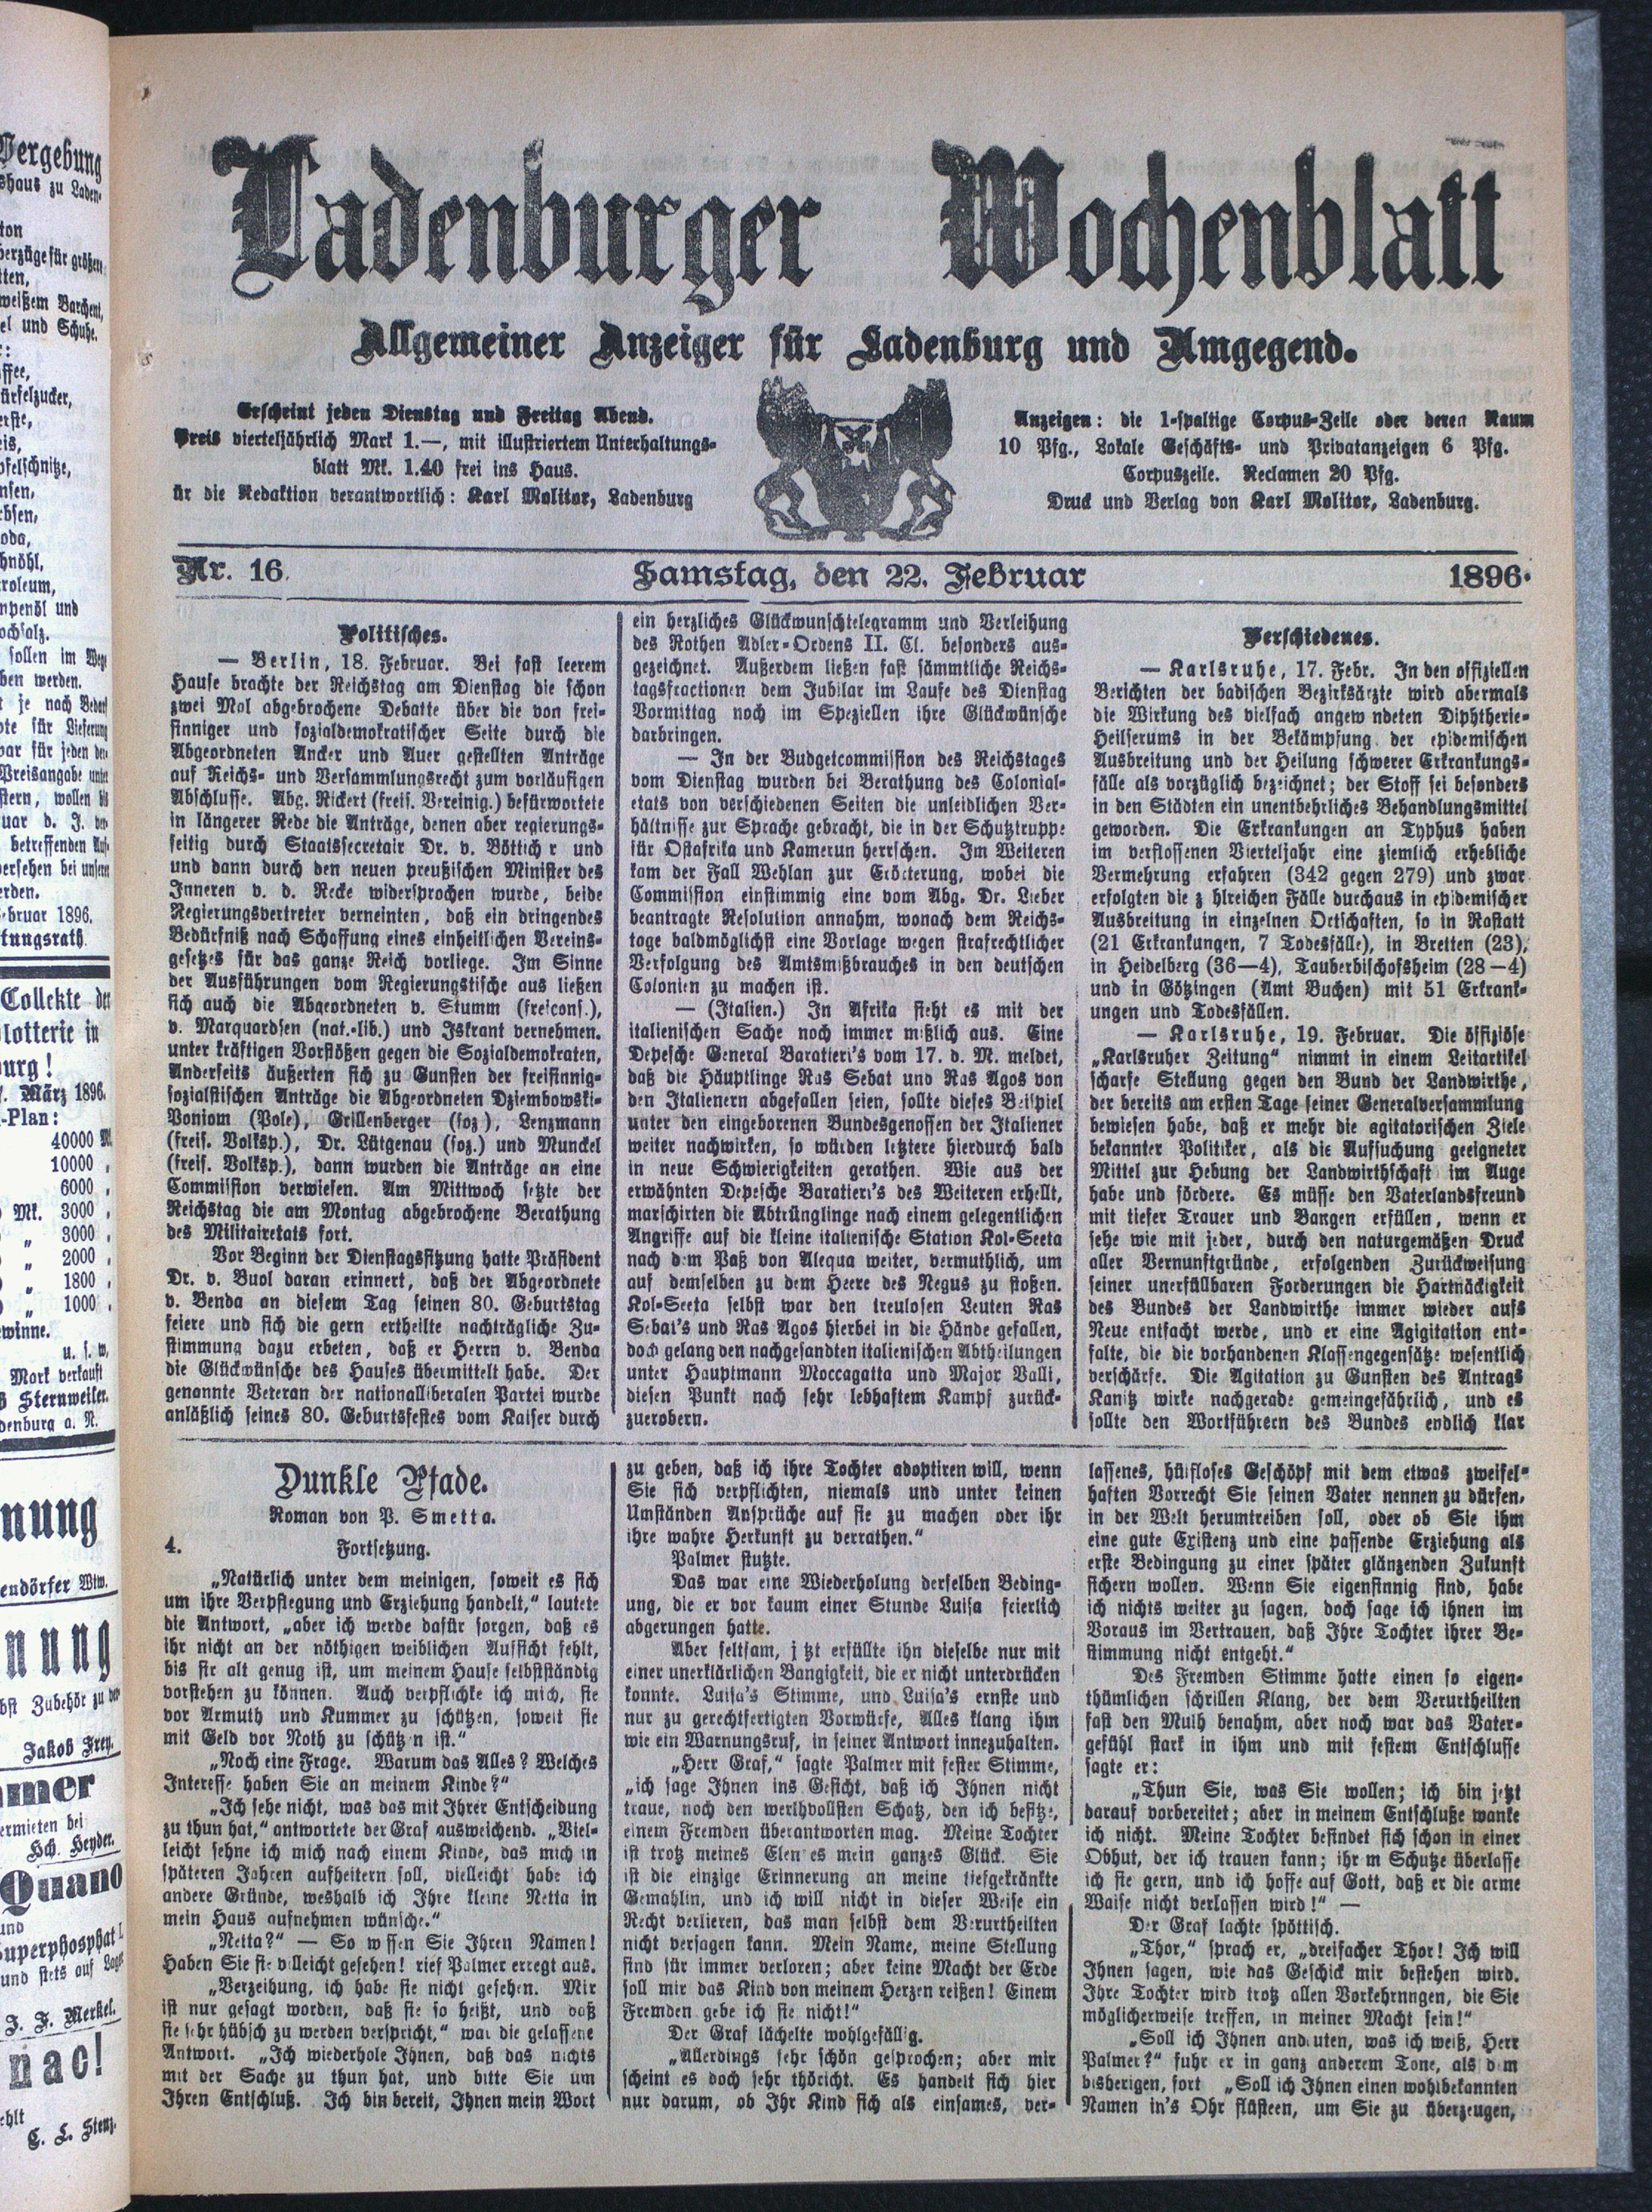 Ladenburger Wochenblatt
Allgemeiner Anzeiger für Ladenburg und Umgegend.
Erscheint jeden Dienstag und Freitag Abend.
Preis vierteljährlich Mark 1.—, mit illustriertem Unterhaltungs-
blatt Mk. 1.40 frei ins Haus.
ür die Redaktion verantwortlich: Karl Molitor, Ladenburg
Anzeigen: die 1-spaltige Corpus-Zeile oder deren Raum
10 Pfg., Lokale Geschäfts- und Privatanzeigen 6 Pfg.
Corpuszeile. Reclamen 20 Pfg.
Druck und Verlag von Karl Molitor, Ladenburg.
Nr. 16. Samstag, den 22. Februar 1896.
Politisches.
— Berlin, 18. Februar. Bei fast leerem
Hause brachte der Reichstag am Dienstag die schon
zwei Mal abgebrochene Debatte über die von frei-
sinniger und sozialdemokratischer Seite durch die
Abgeordneten Ancker und Auer gestellten Anträge
auf Reichs- und Versammlungsrecht zum vorläufigen
Abschlusse. Abg. Rickert (freis. Vereinig.) befürwortete
in längerer Rede die Anträge, denen aber regierungs-
seitig durch Staatssecretair Dr. v. Böttich r und
und dann durch den neuen preußischen Minister des
Inneren v. d. Recke widersprochen wurde, beide
Regierungsvertreter verneinten, daß ein dringendes
Bedürfniß nach Schaffung eines einheitlichen Vereins-
gesetzes für das ganze Reich vorliege. Im Sinne
der Ausführungen vom Regierungstische aus ließen
sich auch die Abgeordneten v. Stumm (freicons.),
v. Marquardsen (nat.-lib.) und Iskrant vernehmen.
unter kräftigen Vorstößen gegen die Sozialdemokraten,
Anderseits äußerten sich zu Gunsten der freisinnig-
sozialistischen Anträge die Abgeordneten Dziembowski-
Poniom (Pole), Grillenberger (soz), Lenzmann
(freis. Volksp.), Dr. Lütgenau (soz.) und Munckel
(freis. Volksp.), dann wurden die Anträge an eine
Commission verwiesen. Am Mittwoch setzte der
Reichstag die am Montag abgebrochene Berathung
des Militairetats fort.
Vor Beginn der Dienstagssitzung hatte Präsident
Dr. v. Buol daran erinnert, daß der Abgeordnete
v. Benda an diesem Tag seinen 80. Geburtstag
feiere und sich die gern ertheilte nachträgliche Zu-
stimmung dazu erbeten, daß er Herrn v. Benda
die Glückwünsche des Hauses übermittelt habe. Der
genannte Veteran der nationalliberalen Partei wurde
anläßlich seines 80. Geburtsfestes vom Kaiser durch
ein herzliches Glückwunschtelegramm und Verleihung
des Rothen Adler-Ordens II. Cl. besonders aus-
gezeichnet. Außerdem ließen fast sämmtliche Reichs-
tagsfractionen dem Jubilar im Laufe des Dienstag
Vormittag noch im Speziellen ihre Glückwünsche
darbringen.
— In der Budgetcommission des Reichstages
vom Dienstag wurden bei Berathung des Colonial-
etats von verschiedenen Seiten die unleidlichen Ver-
hältnisse zur Sprache gebracht, die in der Schutztruppe
für Ostafrika und Kamerun herrschen. Im Weiteren
kam der Fall Wehlan zur Erörterung, wobei die
Commission einstimmig eine vom Abg. Dr. Lieber
beantragte Resolution annahm, wonach dem Reichs-
tage baldmöglichst eine Vorlage wegen strafrechtlicher
Verfolgung des Amtsmißbrauches in den deutschen
Colonien zu machen ist.
— (Italien.) In Afrika sieht es mit der
italienischen Sache noch immer mißlich aus. Eine
Depesche General Baratieri's vom 17. d. M. meldet,
daß die Häuptlinge Ras Sebat und Ras Agos von
den Italienern abgefallen seien, sollte dieses Beispiel
unter den eingeborenen Bundesgenossen der Italiener
weiter nachwirken, so würden letztere hierdurch bald
in neue Schwierigkeiten gerathen. Wie aus der
erwähnten Depesche Baratieri's des Weiteren erhellt,
marschirten die Abtrünglinge nach einem gelegentlichen
Angriffe auf die kleine italienische Station Kol-Seeta
nach dem Paß von Alequa weiter, vermuthlich, um
auf demselben zu dem Heere des Negus zu stoßen.
Kol-Seeta selbst war den treulosen Leuten Ras
Sebai's und Ras Agos hierbei in die Hände gefallen,
doch gelang den nachgesandten italienischen Abtheilungen
unter Hauptmann Moccagatta und Major Valli,
diesen Punkt nach sehr lebhaftem Kampf zurück-
zuerobern.
Verschiedenes.
— Karlsruhe, 17. Febr. In den offiziellen
Berichten der badischen Bezirksärzte wird abermals
die Wirkung des vielfach angew ndeten Diphtherie-
Heilserums in der Bekämpfung der epidemischen
Ausbreitung und der Heilung schwerer Erkrankungs-
fälle als vorzüglich bezeichnet; der Stoff sei besonders
in den Städten ein unentbehrliches Behandlungsmittel
geworden. Die Erkrankungen an Typhus haben
im verflossenen Vierteljahr eine ziemlich erhebliche
Vermehrung erfahren (342 gegen 279) und zwar
erfolgten die z hlreichen Fälle durchaus in epidemischer
Ausbreitung in einzelnen Ortschaften, so in Rastatt
(21 Erkrankungen, 7 Todesfälle), in Bretten (23),
in Heidelberg (36—4), Tauberbischofsheim (28—4)
und in Götzingen (Amt Buchen) mit 51 Erkrank-
ungen und Todesfällen.
— Karlsruhe, 19. Februar. Die öffiziöse
„Karlsruher Zeitung“ nimmt in einem Leitartikel
scharfe Stellung gegen den Bund der Landwirthe,
der bereits am ersten Tage seiner Generalversammlung
bewiesen habe, daß er mehr die agitatorischen Ziele
bekannter Politiker, als die Aufsuchung geeigneter
Mittel zur Hebung der Landwirthschaft im Auge
habe und fördere. Es müsse den Vaterlandsfreund
mit tiefer Trauer und Bangen erfüllen, wenn er
sehe wie mit jeder, durch den naturgemäßen Druck
aller Vernunftgründe, erfolgenden Zurückweisung
seiner unerfüllbaren Forderungen die Hartnäckigkeit
des Bundes der Landwirthe immer wieder aufs
Neue entfacht werde, und er eine Agigitation ent-
falte, die die vorhandenen Klassengegensätze wesentlich
verschärfe. Die Agitation zu Gunsten des Antrags
Kanitz wirke nachgerade gemeingefährlich, und es
sollte den Wortführern des Bundes endlich klar
Dunkle Pfade.
Roman von P. Smetta.
4. Fortsetzung.
„Natürlich unter dem meinigen, soweit es sich
um ihre Verpflegung und Erziehung handelt,“ lautete
die Antwort, „aber ich werde dafür sorgen, daß es
ihr nicht an der nöthigen weiblichen Aufsicht fehlt,
bis sie alt genug ist, um meinem Hause selbstständig
vorstehen zu können. Auch verpflichte ich mich, sie
vor Armuth und Kummer zu schützen, soweit sie
mit Geld vor Noth zu schütz n ist.“
„Noch eine Frage. Warum das Alles? Welches
Interesse haben Sie an meinem Kinde?“
„Ich sehe nicht, was das mit Ihrer Entscheidung
zu thun hat,“ antwortete der Graf ausweichend. „Viel-
leicht sehne ich mich nach einem Kinde, das mich in
späteren Jahren aufheitern soll, vielleicht habe ich
andere Gründe, weshalb ich Ihre kleine Netta in
mein Haus aufnehmen wünsche.“
„Netta?“ — So w ssen Sie Ihren Namen!
Haben Sie sie v lleicht gesehen! rief Palmer erregt aus.
„Verzeihung, ich habe sie nicht gesehen. Mir
ist nur gesagt worden, daß sie so heißt, und daß
sie sehr hübsch zu werden verspricht,“ war die gelassene
Antwort. „Ich wiederhole Ihnen, daß das nichts
mit der Sache zu thun hat, und bitte Sie um
Ihren Entschluß. Ich bin bereit, Ihnen mein Wort
zu geben, daß ich ihre Tochter adoptiren will, wenn
Sie sich verpflichten, niemals und unter keinen
Umständen Ansprüche auf sie zu machen oder ihr
ihre wahre Herkunft zu verrathen.“
Palmer stutzte.
Das war eine Wiederholung derselben Beding-
ung, die er vor kaum einer Stunde Luisa feierlich
abgerungen hatte.
Aber seltsam, j tzt erfüllte ihn dieselbe nur mit
einer unerklärlichen Bangigkeit, die er nicht unterdrücken
konnte. Luisa's Stimme, und Luisa's ernste und
nur zu gerechtfertigten Vorwürfe, Alles klang ihm
wie ein Warnungsruf, in seiner Antwort innezuhalten.
„Herr Graf,“ sagte Palmer mit fester Stimme,
„ich sage Ihnen ins Gesicht, daß ich Ihnen nicht
traue, noch den werthvollsten Schatz, den ich besitze,
einem Fremden überantworten mag. Meine Tochter
ist trotz meines Elen es mein ganzes Glück. Sie
ist die einzige Erinnerung an meine tiefgekränkte
Gemahlin, und ich will nicht in dieser Weise ein
Recht verlieren, das man selbst dem Verurtheilten
nicht versagen kann. Mein Name, meine Stellung
sind für immer verloren; aber keine Macht der Erde
soll mir das Kind von meinem Herzen reißen! Einem
Fremden gebe ich sie nicht!“
Der Graf lächelte wohlgefällig.
„Allerdings sehr schön gesprochen; aber mir
scheint es doch sehr thöricht. Es handelt sich hier
nur darum, ob Ihr Kind sich als einsames, ver-
lassenes, hülfloses Geschöpf mit dem etwas zweifel-
haften Vorrecht Sie seinen Vater nennen zu dürfen,
in der Welt herumtreiben soll, oder ob Sie ihm
eine gute Existenz und eine passende Erziehung als
erste Bedingung zu einer später glänzenden Zukunft
sichern wollen. Wenn Sie eigensinnig sind, habe
ich nichts weiter zu sagen, doch sage ich ihnen im
Voraus im Vertrauen, daß Ihre Tochter ihrer Be-
stimmung nicht entgeht.“
Des Fremden Stimme hatte einen so eigen-
thümlichen schrillen Klang, der dem Verurtheilten
fast den Muth benahm, aber noch war das Vater-
gefühl stark in ihm und mit festem Entschlusse
sagte er:
„Thun Sie, was Sie wollen; ich bin jetzt
darauf vorbereitet; aber in meinem Entschluße wanke
ich nicht. Meine Tochter befindet sich schon in einer
Obhut, der ich trauen kann; ihr m Schutze überlasse
ich sie gern, und ich hoffe auf Gott, daß er die arme
Waise nicht verlassen wird!“ —
Der Graf lachte spöttisch.
„Thor,“ sprach er, „dreifacher Thor! Ich will
Ihnen sagen, wie das Geschick mir bestehen wird.
Ihre Tochter wird trotz allen Vorkehrnngen, die Sie
möglicherweise treffen, in meiner Macht sein!“
„Soll ich Ihnen and uten, was ich weiß, Herr
Palmer?“ fuhr er in ganz anderem Tone, als d m
bisherigen, fort „Soll ich Ihnen einen wohlbekannten
Namen in's Ohr flüstern, um Sie zu überzeugen,